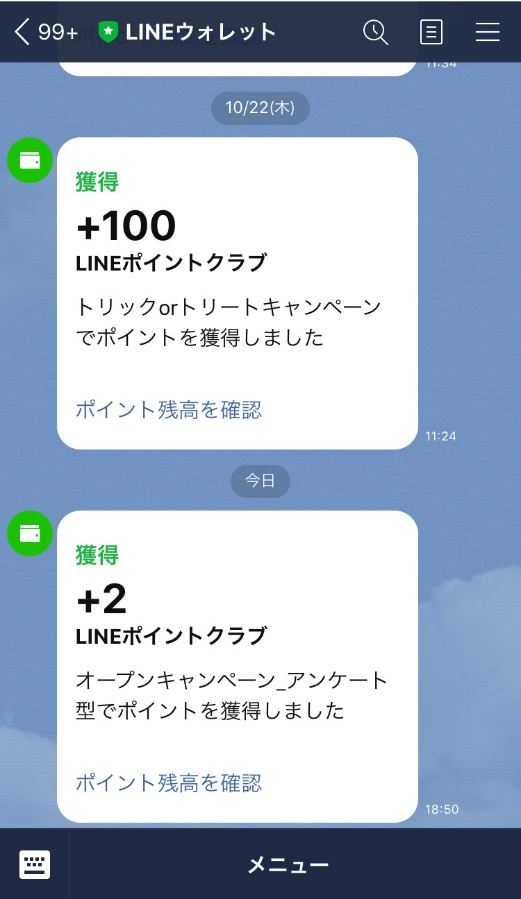 99+ LINEウォレット
11:34
10/22(木)
獲得
+100
LINEポイントクラブ
トリックorトリートキャンペーン
でポイントを獲得しました
ポイント残高を確認
11:24
今日
獲得
+2
LINEポイントクラブ
オープンキャンペーン_アンケート
型でポイントを獲得しました
ポイント残高を確認
18:50
メニュー